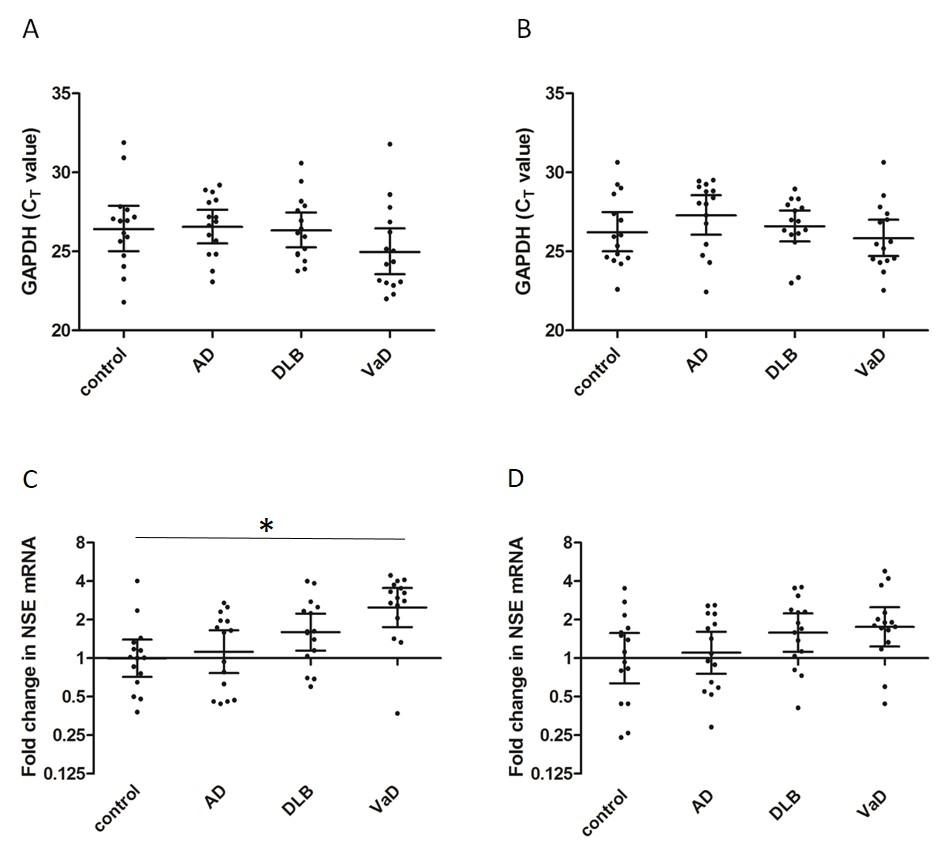 A
GAPDH (CT value)
35
30
25
20
control
AD
DLB
VaD
B
GAPDH (CT value)
35
30
25
20
control
AD
DLB
VaD
C
Fold change in NSE mRNA
8
4
2
1
0.5
0.25
0.125
*
control
AD
DLB
VaD
D
Fold change in NSE mRNA
8
4
2
1
0.5
0.25
0.125
control
AD
DLB
VaD